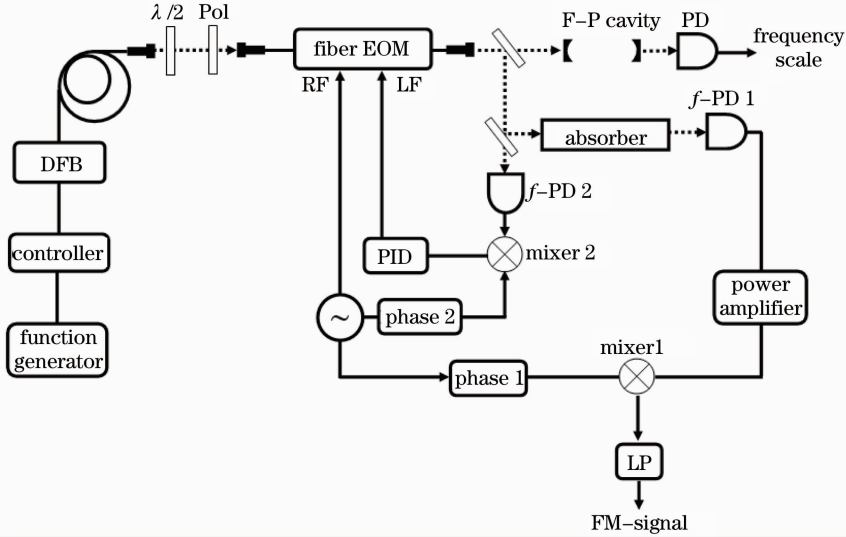 λ/2
Pol
fiber EOM
F-P cavity
PD
frequency
scale
RF
LF
f-PD 1
absorber
DFB
f-PD 2
controller
PID
mixer 2
power
amplifier
function
generator
~
phase 2
mixer1
phase 1
LP
FM-signal